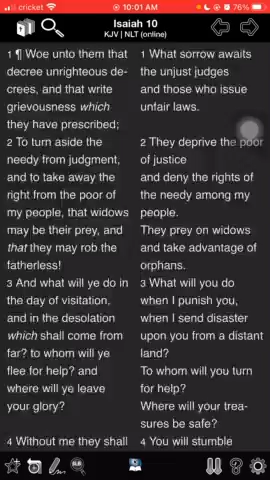 cricket
10:01 AM
76%
Isaiah 10
KJV | NLT (online)
1 ¶ Woe unto them that
decree unrighteous de-
crees, and that write
grievousness which
they have prescribed;
2 To turn aside the
needy from judgment,
and to take away the
right from the poor of
my people, that widows
may be their prey, and
that they may rob the
fatherless!
3 And what will ye do in
the day of visitation,
and in the desolation
which shall come from
far? to whom will ye
flee for help? and
where will ye leave
your glory?
4 Without me they shall
1 What sorrow awaits
the unjust judges
and those who issue
unfair laws.
2 They deprive the poor
of justice
and deny the rights of
the needy among my
people.
They prey on widows
and take advantage of
orphans.
3 What will you do
when I punish you,
when I send disaster
upon you from a distant
land?
To whom will you turn
for help?
Where will your trea-
sures be safe?
4 You will stumble